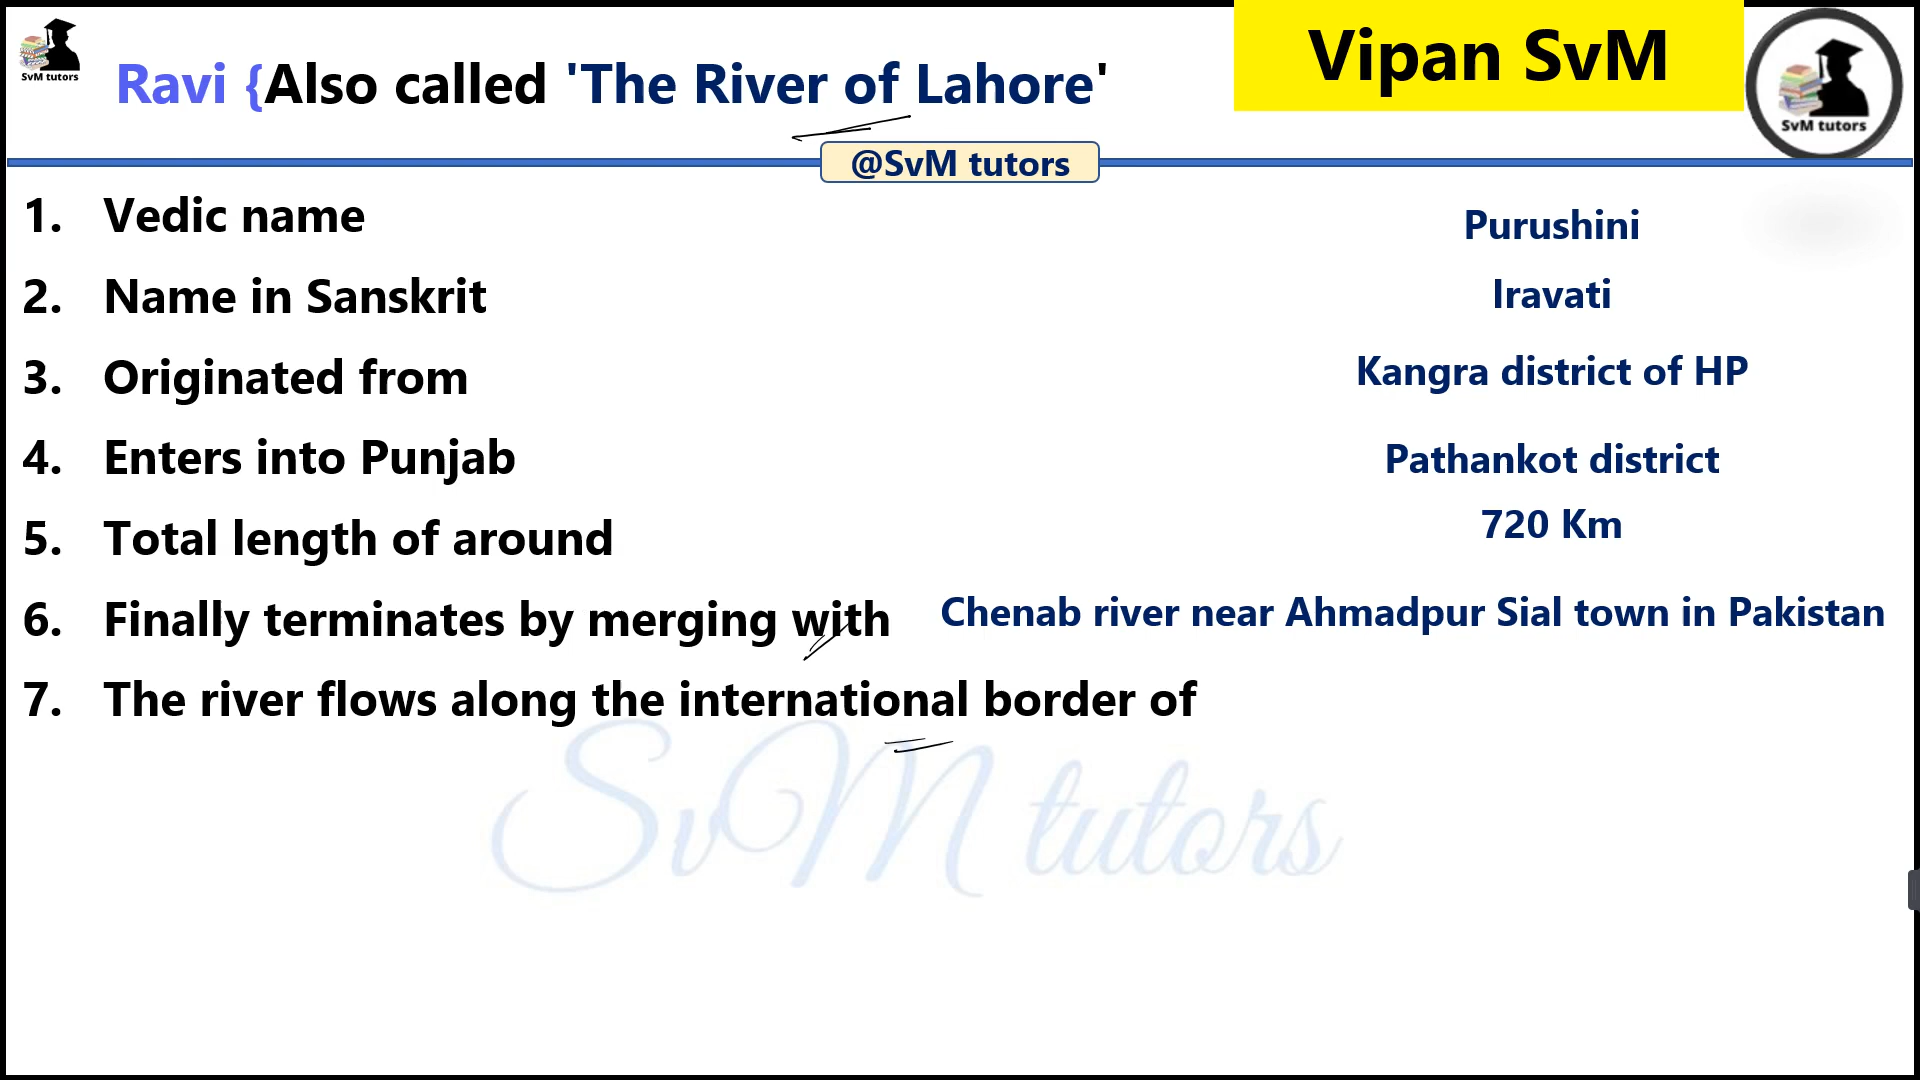 SvM tutors
Ravi {Also called 'The River of Lahore'
Vipan SvM
SvM tutors
@SvM tutors
1. Vedic name Purushini
2. Name in Sanskrit Iravati
3. Originated from Kangra district of HP
4. Enters into Punjab Pathankot district
5. Total length of around 720 Km
6. Finally terminates by merging with Chenab river near Ahmadpur Sial town in Pakistan
7. The river flows along the international border of
SvM tutors